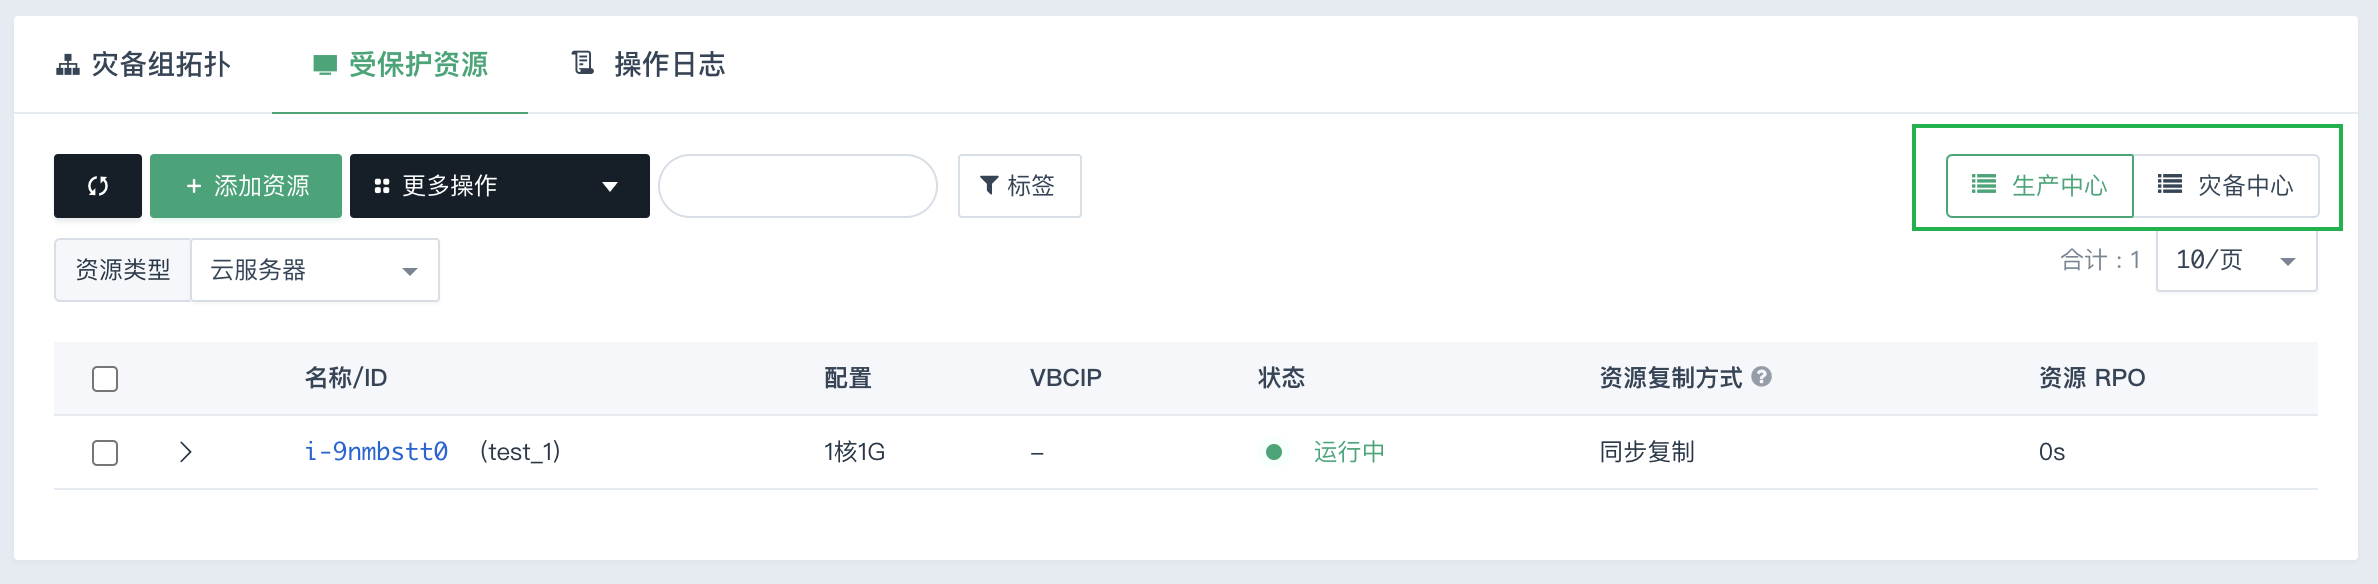 灾备组拓扑 受保护资源 操作日志
+ 添加资源 更多操作 标签 生产中心 灾备中心
资源类型 云服务器 合计：1 10/页
名称/ID 配置 VBCIP 状态 资源复制方式 资源 RPO
i-9nmbstt0 (test_1) 1核1G – 运行中 同步复制 0s